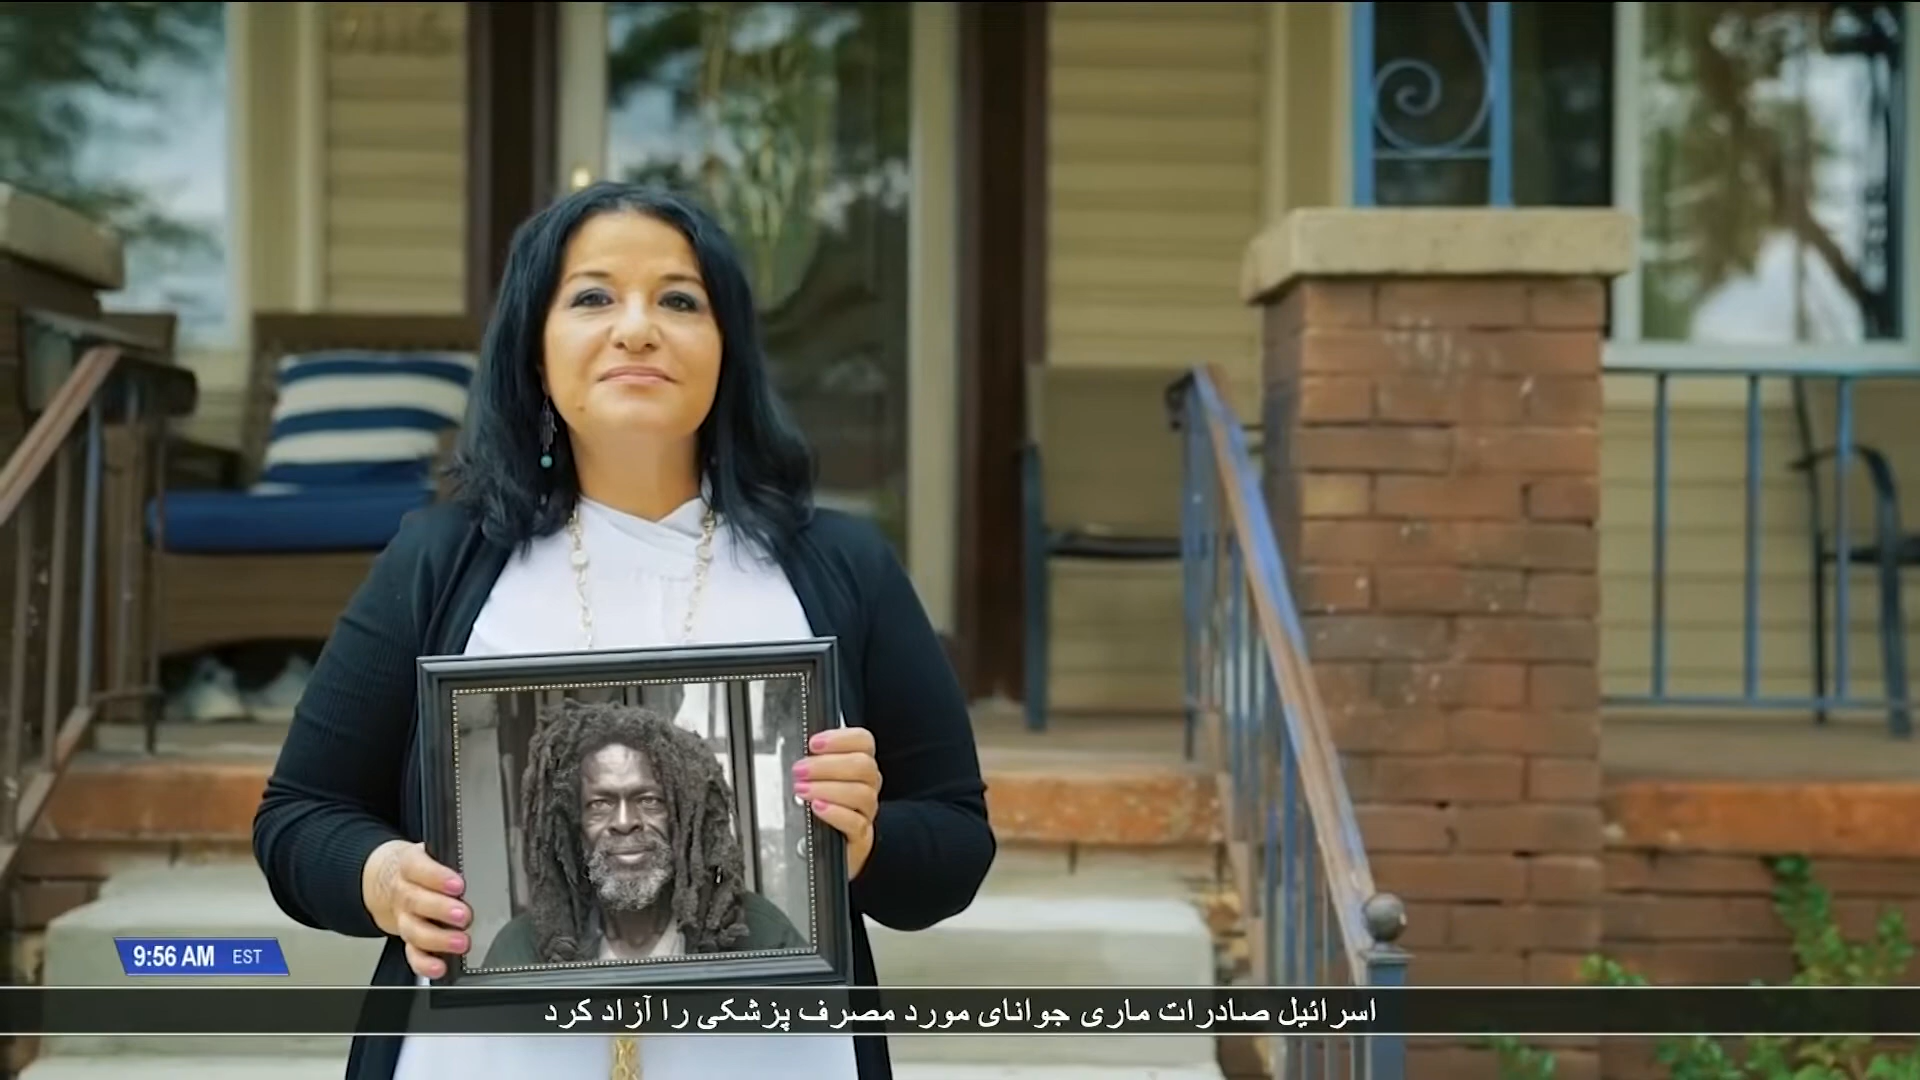 9:56 AM EST
اسرائیل صادرات ماری جوانای مورد مصرف پزشکی را آزاد کرد